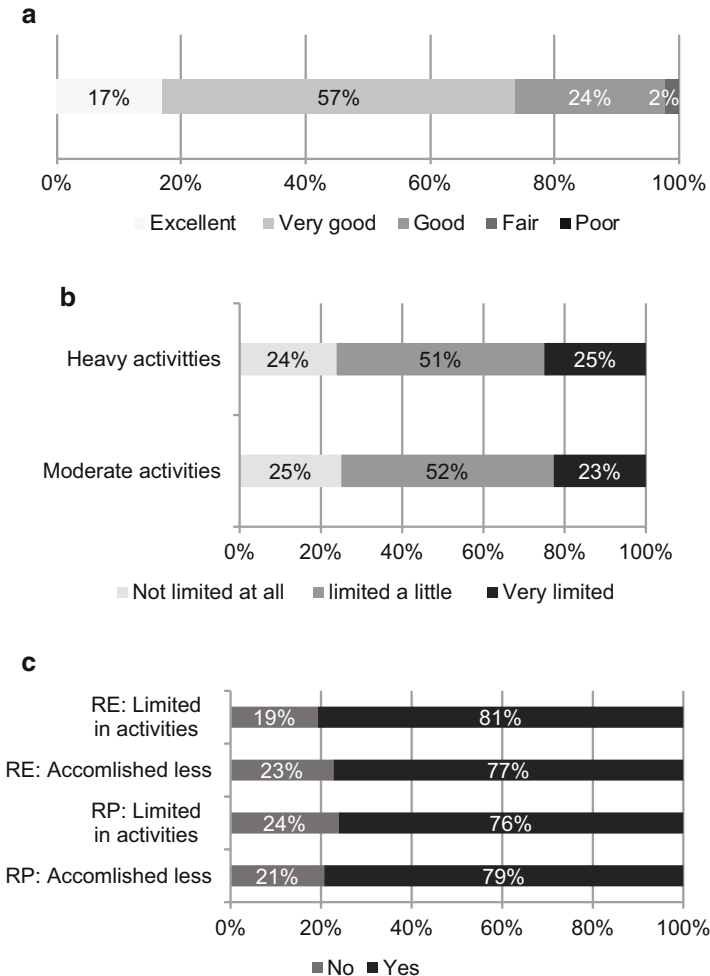 a
17% 57% 24% 2%
0% 20% 40% 60% 80% 100%
Excellent Very good Good Fair Poor
b
Heavy activitties 24% 51% 25%
Moderate activities 25% 52% 23%
0% 20% 40% 60% 80% 100%
Not limited at all limited a little Very limited
c
RE: Limited
in activities
19% 81%
RE: Accomlished less 23% 77%
RP: Limited
in activities
24% 76%
RP: Accomlished less 21% 79%
0% 20% 40% 60% 80% 100%
No Yes